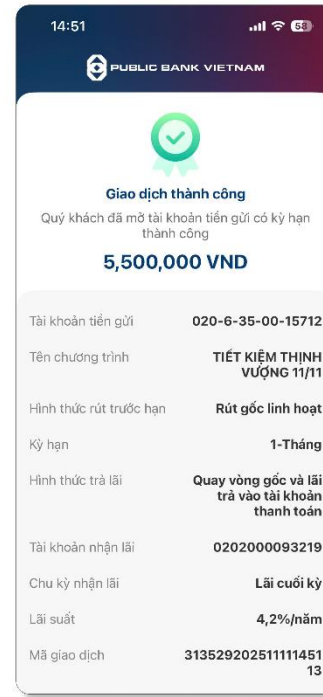 14:51
58
PUBLIC BANK VIETNAM
Giao dịch thành công
Quý khách đã mở tài khoản tiền gửi có kỳ hạn
thành công
5,500,000 VND
Tài khoản tiền gửi 020-6-35-00-15712
Tên chương trình TIẾT KIỆM THỊNH
VƯỢNG 11/11
Hình thức rút trước hạn Rút gốc linh hoạt
Kỳ hạn 1-Tháng
Hình thức trả lãi Quay vòng gốc và lãi
trả vào tài khoản
thanh toán
Tài khoản nhận lãi 0202000093219
Chu kỳ nhận lãi Lãi cuối kỳ
Lãi suất 4,2%/năm
Mã giao dịch 313529202511111451
13